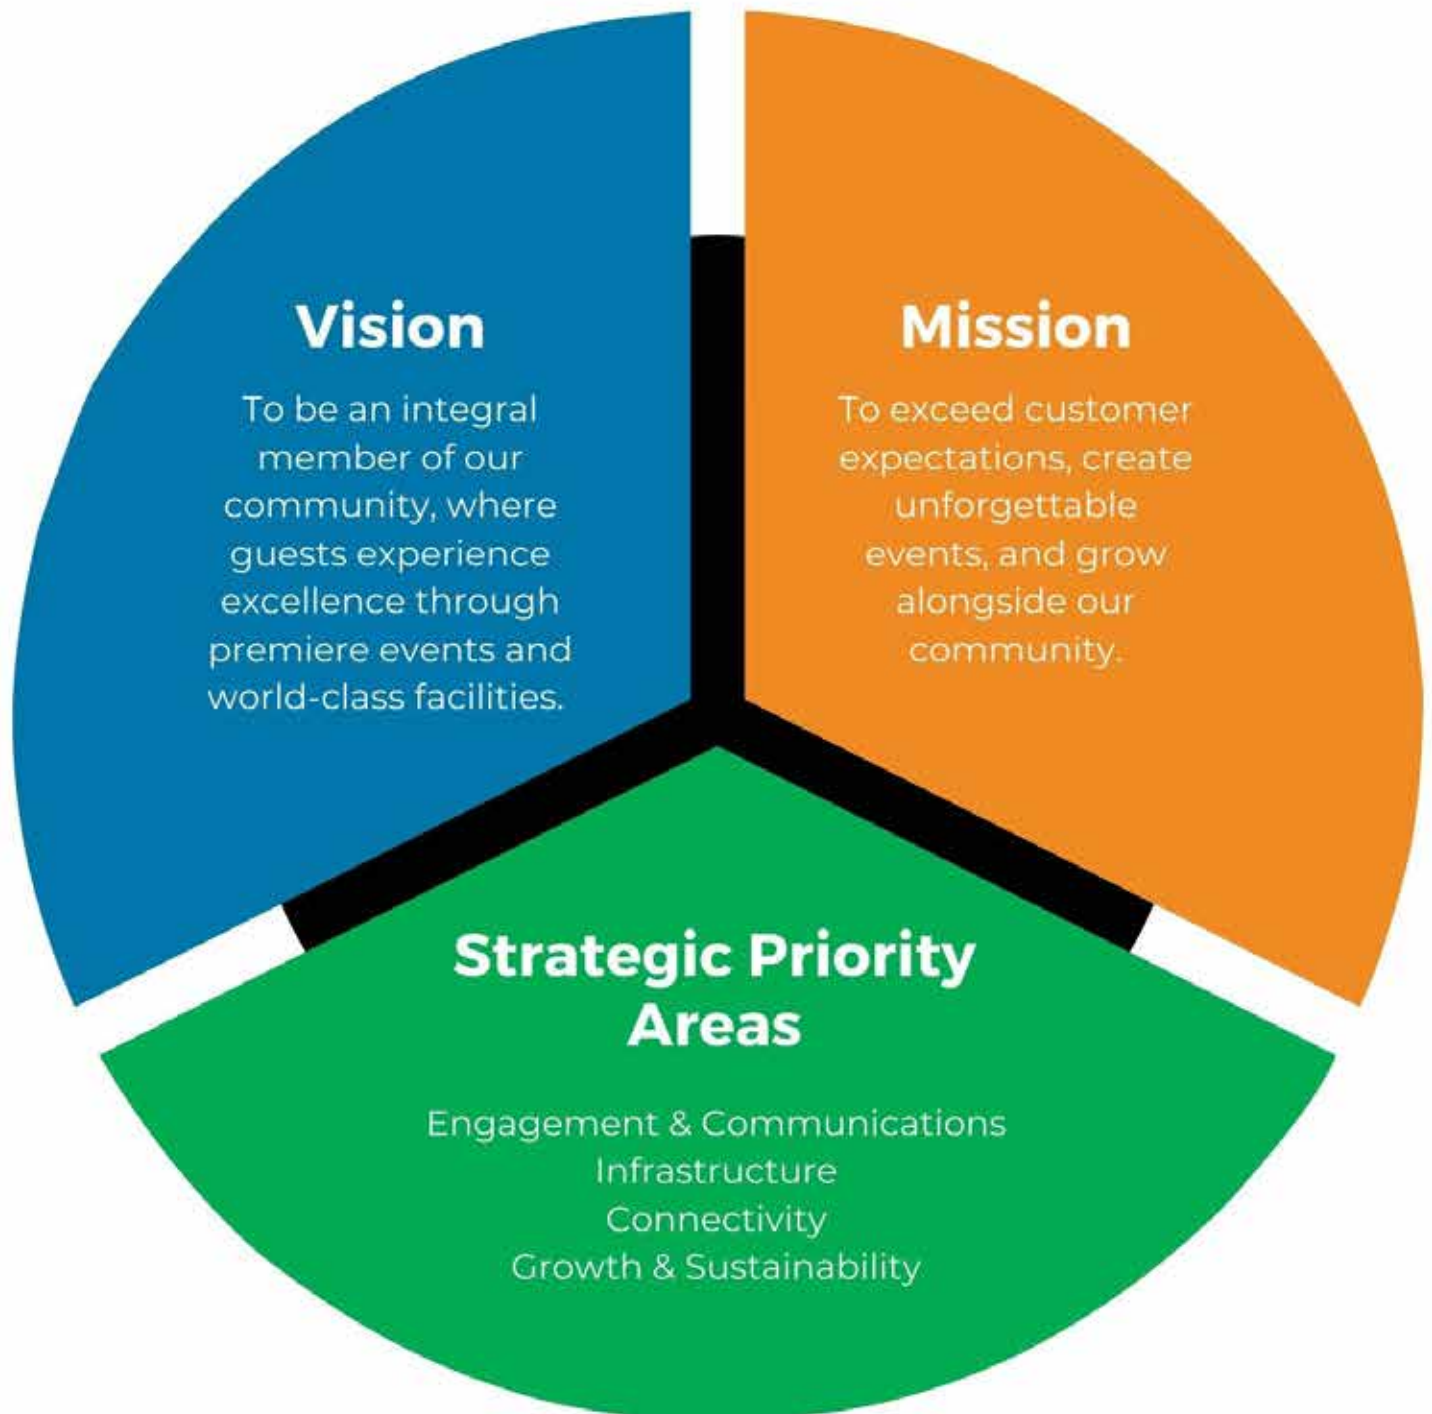 Vision
To be an integral
member of our
community, where
guests experience
excellence through
premiere events and
world-class facilities.
Mission
To exceed customer
expectations, create
unforgettable
events, and grow
alongside our
community.
Strategic Priority
Areas
Engagement & Communications
Infrastructure
Connectivity
Growth & Sustainability